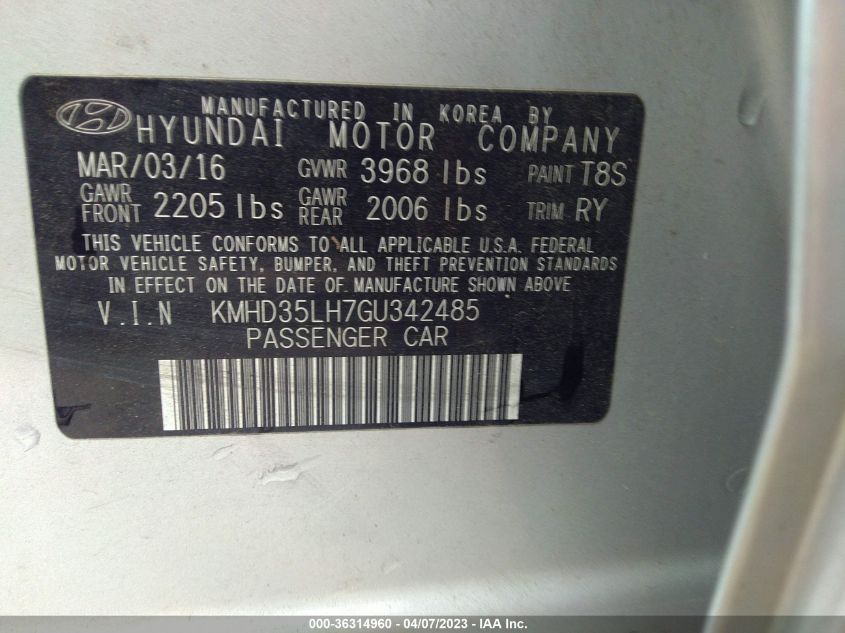 MANUFACTURED IN KOREA BY
HYUNDAI MOTOR COMPANY
MAR/03/16 GVWR 3968 lbs PAINT T8S
GAWR FRONT 2205 lbs GAWR REAR 2006 lbs TRIM RY
THIS VEHICLE CONFORMS TO ALL APPLICABLE U.S.A. FEDERAL
MOTOR VEHICLE SAFETY, BUMPER, AND THEFT PREVENTION STANDARDS
IN EFFECT ON THE DATE OF MANUFACTURE SHOWN ABOVE.
V.I.N KMHD35LH7GU342485
PASSENGER CAR
000-36314960 - 04/07/2023 - IAA Inc.